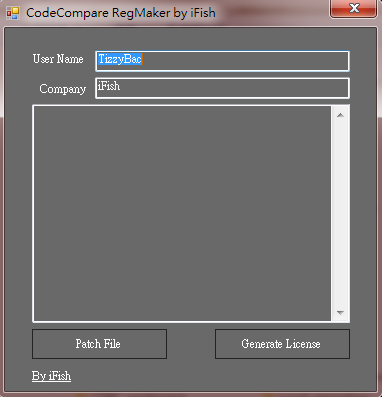 CodeCompare RegMaker by iFish
User Name TizzyBac
Company iFish
Patch File Generate License
By iFish